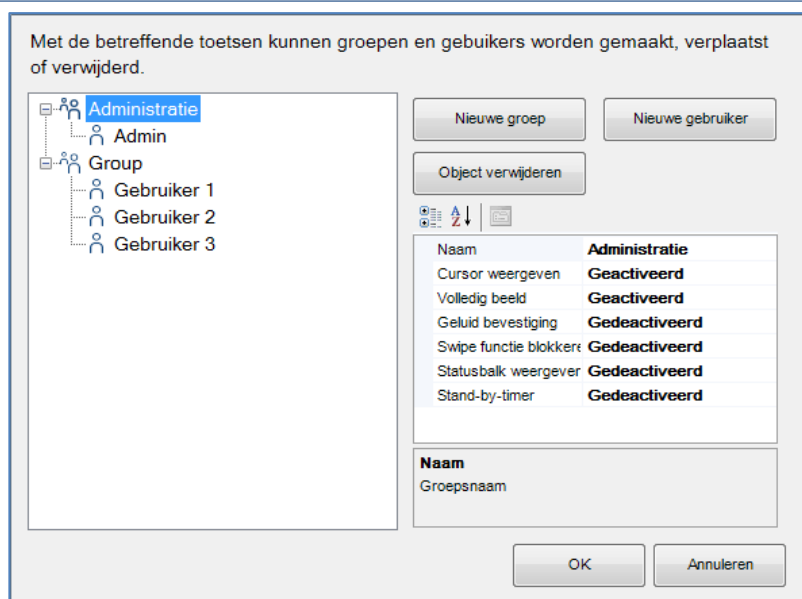 Met de betreffende toetsen kunnen groepen en gebuikers worden gemaakt, verplaatst
of verwijderd.
Administratie
Admin
Group
Gebruiker 1
Gebruiker 2
Gebruiker 3
Nieuwe groep
Nieuwe gebruiker
Object verwijderen
Naam Administratie
Cursor weergeven Geactiveerd
Volledig beeld Geactiveerd
Geluid bevestiging Gedeactiveerd
Swipe functie blokkere Gedeactiveerd
Statusbalk weergever Gedeactiveerd
Stand-by-timer Gedeactiveerd
Naam
Groepsnaam
OK
Annuleren